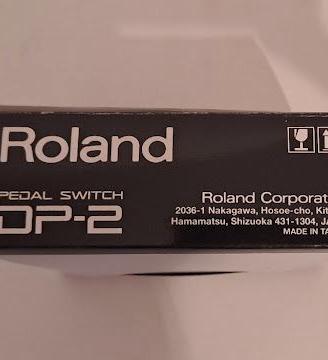 Roland
PEDAL SWITCH
DP-2
Roland Corporat
2036-1 Nakagawa, Hosoe-cho, Kit
Hamamatsu, Shizuoka 431-1304, JA
MADE IN TA